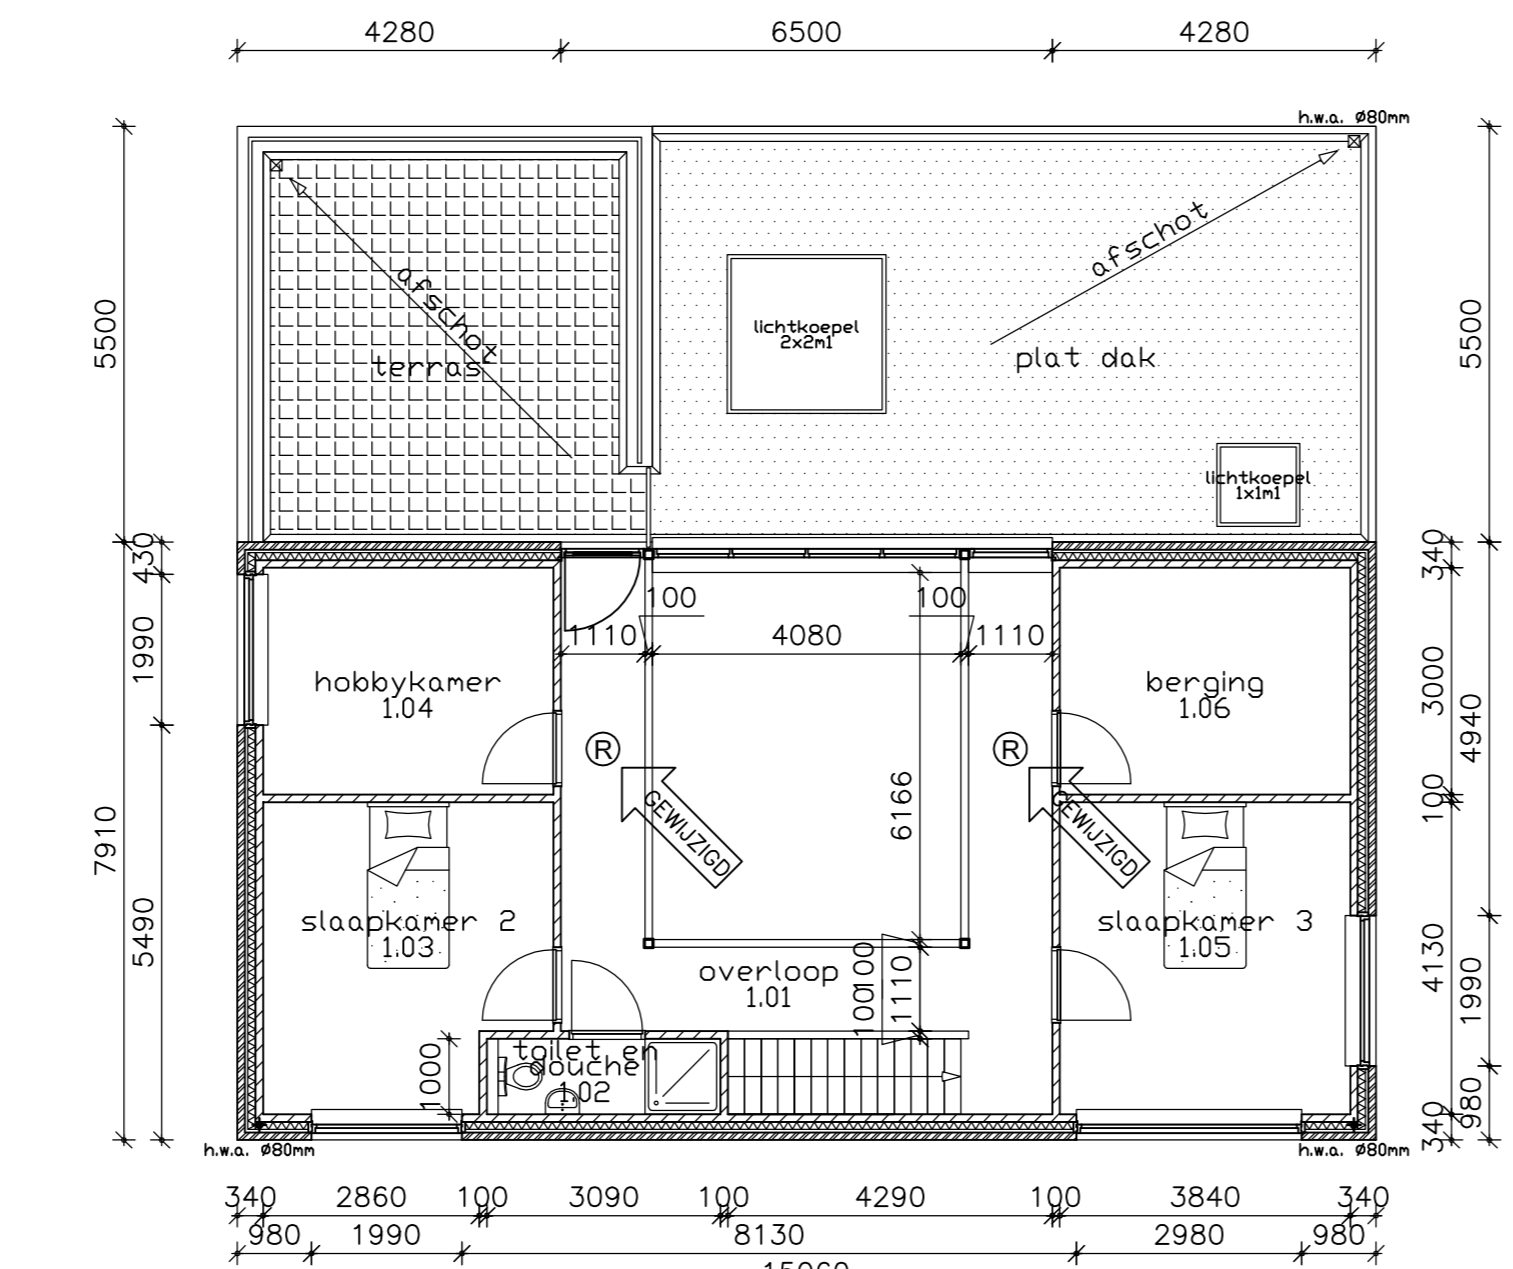 4280 6500 4280
h.w.a. Ø80mm
afschot
terras
lichtkoepel
2x2m1
afschot
plat dak
lichtkoepel
1x1m1
5500
5500
430
340
100 100
1110 4080 1110
1990
7910
5490
hobbykamer
1.04
berging
1.06
3000
4940
100
® ®
GEWIJZIGD
GEWIJZIGD
6166
slaapkamer 2
1.03
slaapkamer 3
1.05
overloop
1.01
100
100
1110
4130
1990
toilet en
douche
1.02
1000
980
340
h.w.a. Ø80mm
h.w.a. Ø80mm
340 2860 100 3090 100 4290 100 3840 340
980 1990 8130 2980 980
15060